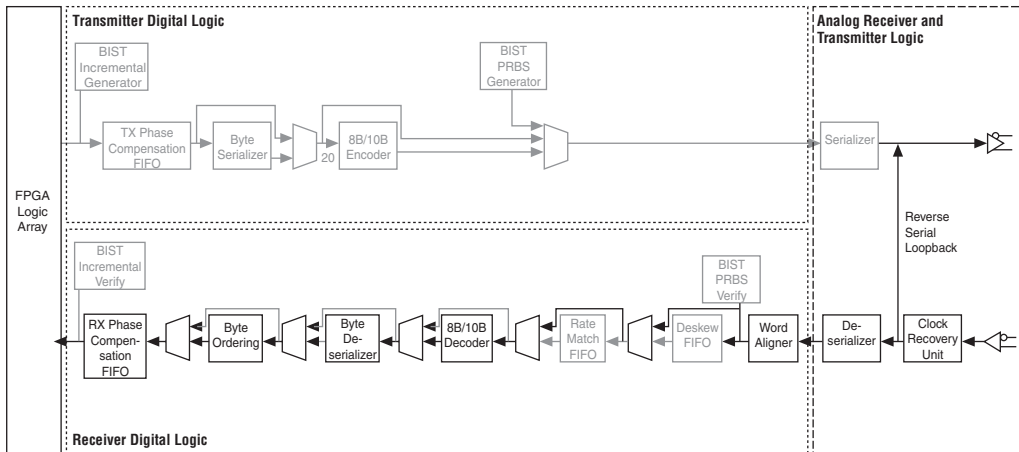 Transmitter Digital Logic
Analog Receiver and
Transmitter Logic
BIST
Incremental
Generator
BIST
PRBS
Generator
TX Phase
Compensation
FIFO
Byte
Serializer
20
8B/10B
Encoder
Serializer
FPGA
Logic
Array
Reverse
Serial
Loopback
BIST
Incremental
Verify
BIST
PRBS
Verify
RX Phase
Compen-
sation
FIFO
Byte
Ordering
Byte
De-
serializer
8B/10B
Decoder
Rate
Match
FIFO
Deskew
FIFO
Word
Aligner
De-
serializer
Clock
Recovery
Unit
Receiver Digital Logic